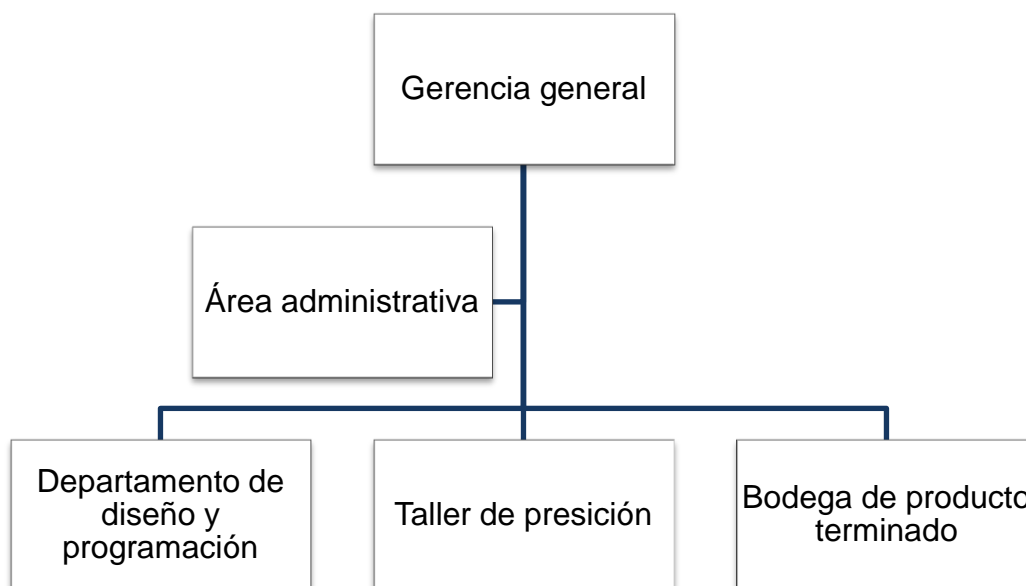 Gerencia general
Área administrativa
Departamento de
diseño y
programación
Taller de presición
Bodega de producto
terminado